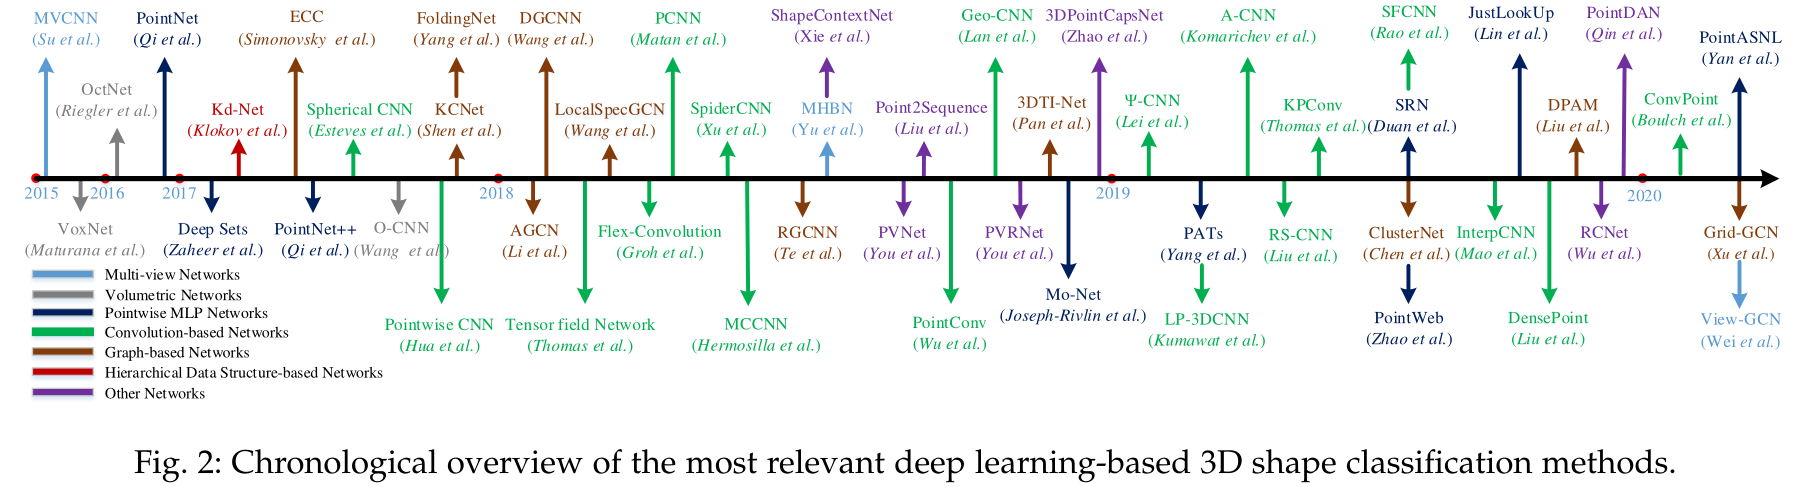 MVCNN
(Su et al.)
PointNet
(Qi et al.)
ECC
(Simonovsky et al.)
FoldingNet
(Yang et al.)
DGCNN
(Wang et al.)
PCNN
(Matan et al.)
ShapeContextNet
(Xie et al.)
Geo-CNN
(Lan et al.)
3DPointCapsNet
(Zhao et al.)
A-CNN
(Komarichev et al.)
SFCNN
(Rao et al.)
JustLookUp
(Lin et al.)
PointDAN
(Qin et al.)
PointASNL
(Yan et al.)
OctNet
(Riegler et al.)
Kd-Net
(Klokov et al.)
Spherical CNN
(Esteves et al.)
KCNet
(Shen et al.)
LocalSpecGCN
(Wang et al.)
SpiderCNN
(Xu et al.)
MHBN
(Yu et al.)
Point2Sequence
(Liu et al.)
3DTI-Net
(Pan et al.)
Ψ-CNN
(Lei et al.)
KPConv
(Thomas et al.)
SRN
(Duan et al.)
DPAM
(Liu et al.)
ConvPoint
(Boulch et al.)
2015
2016
2017
2018
2019
2020
VoxNet
(Maturana et al.)
Deep Sets
(Zaheer et al.)
PointNet++
(Qi et al.)
O-CNN
(Wang et al)
AGCN
(Li et al.)
Flex-Convolution
(Groh et al.)
RGCNN
(Te et al.)
PVNet
(You et al.)
PVRNet
(You et al.)
PATs
(Yang et al.)
RS-CNN
(Liu et al.)
ClusterNet
(Chen et al.)
InterpCNN
(Mao et al.)
RCNet
(Wu et al.)
Grid-GCN
(Xu et al.)
Pointwise CNN
(Hua et al.)
Tensor field Network
(Thomas et al.)
MCCNN
(Hermosilla et al.)
PointConv
(Wu et al.)
Mo-Net
(Joseph-Rivlin et al.)
LP-3DCNN
(Kumawat et al.)
PointWeb
(Zhao et al.)
DensePoint
(Liu et al.)
View-GCN
(Wei et al.)
Multi-view Networks
Volumetric Networks
Pointwise MLP Networks
Convolution-based Networks
Graph-based Networks
Hierarchical Data Structure-based Networks
Other Networks
Fig. 2: Chronological overview of the most relevant deep learning-based 3D shape classification methods.